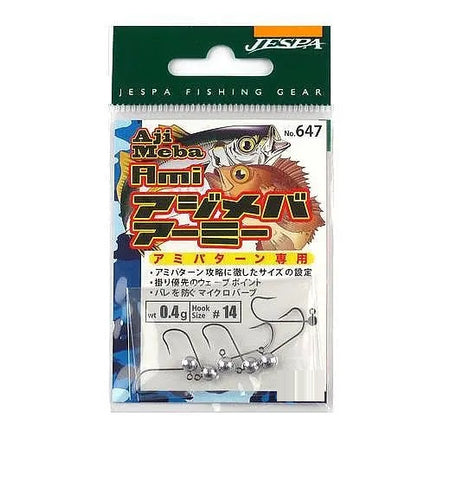 JESPA
JESPA FISHING GEAR
Aji
Meba
Ami
No.647
アジメバ
アーミー
アミパターン専用
・アミパターン攻略に徹したサイズの設定
・掛り優先のウェーブポイント
・バレを防ぐマイクロバーブ
wt 0.4g Hook Size #14